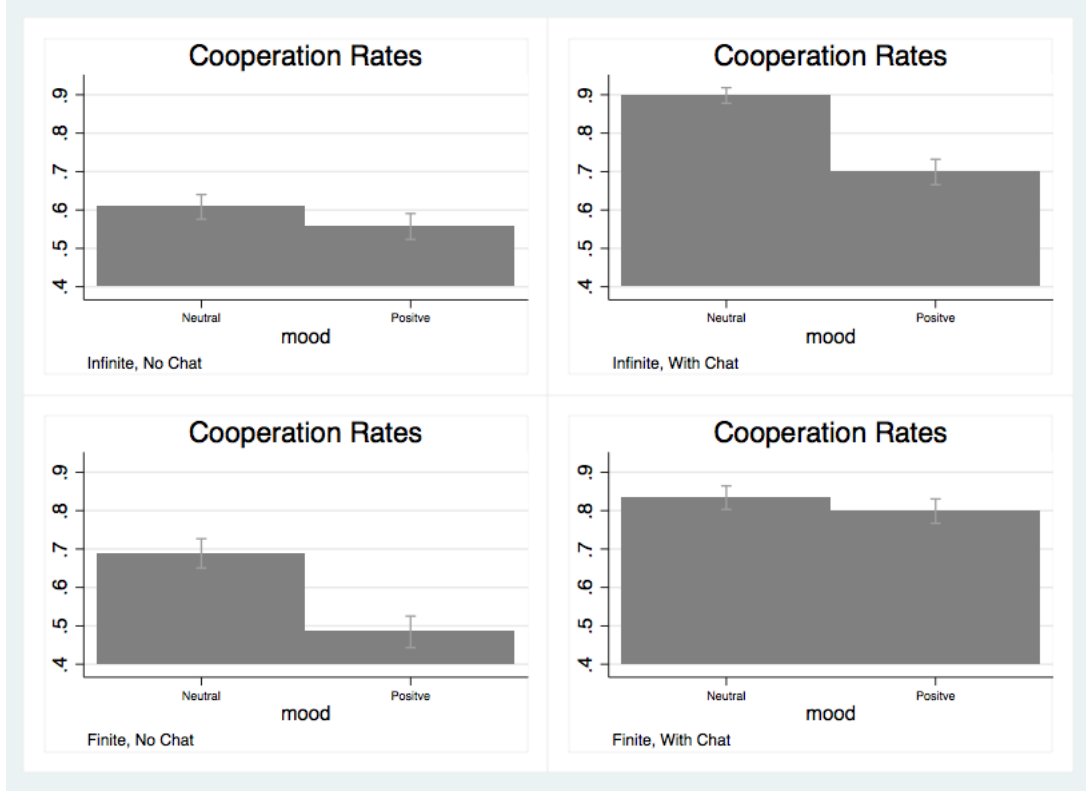 Cooperation Rates
.9
.8
.7
.6
.5
.4
Neutral Positve
mood
Infinite, No Chat
Cooperation Rates
.9
.8
.7
.6
.5
.4
Neutral Positve
mood
Infinite, With Chat
Cooperation Rates
.9
.8
.7
.6
.5
.4
Neutral Positve
mood
Finite, No Chat
Cooperation Rates
.9
.8
.7
.6
.5
.4
Neutral Positve
mood
Finite, With Chat